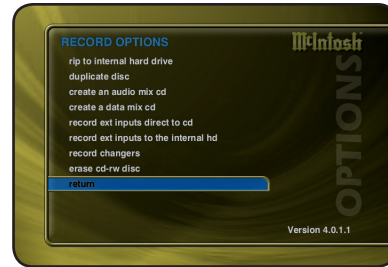 RECORD OPTIONS
McIntosh
rip to internal hard drive
duplicate disc
create an audio mix cd
create a data mix cd
record ext inputs direct to cd
record ext inputs to the internal hd
record changers
erase cd-rw disc
return
OPTIONS
Version 4.0.1.1